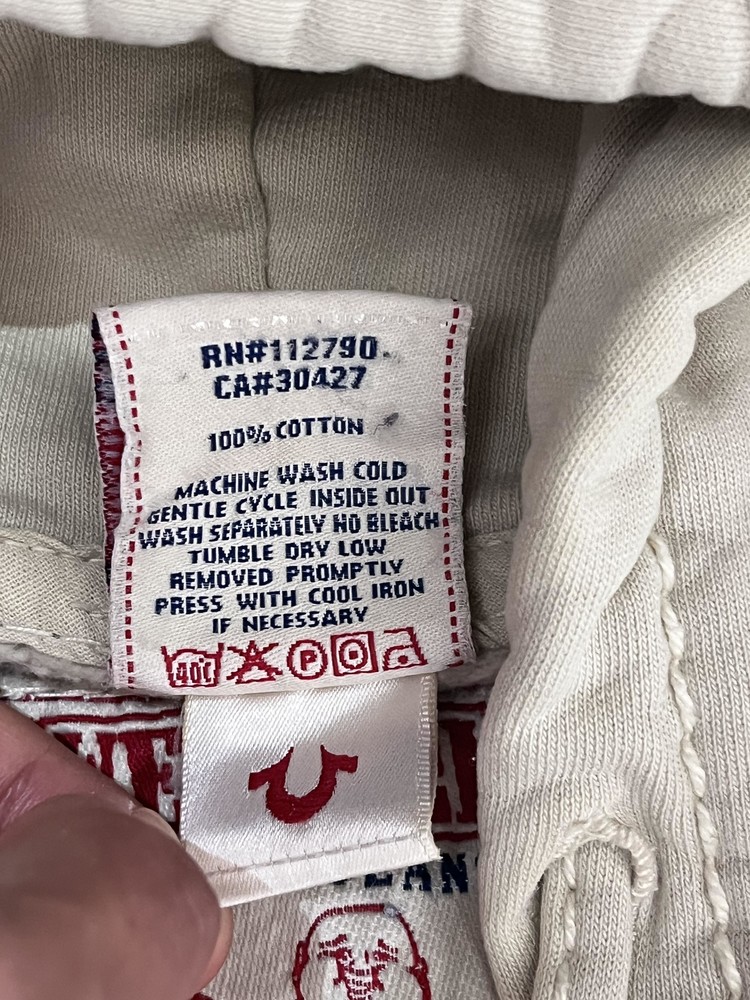 RN#112790
CA#30427
100% COTTON
MACHINE WASH COLD
GENTLE CYCLE INSIDE OUT
WASH SEPARATELY NO BLEACH
TUMBLE DRY LOW
REMOVED PROMPTLY
PRESS WITH COOL IRON
IF NECESSARY
40C P